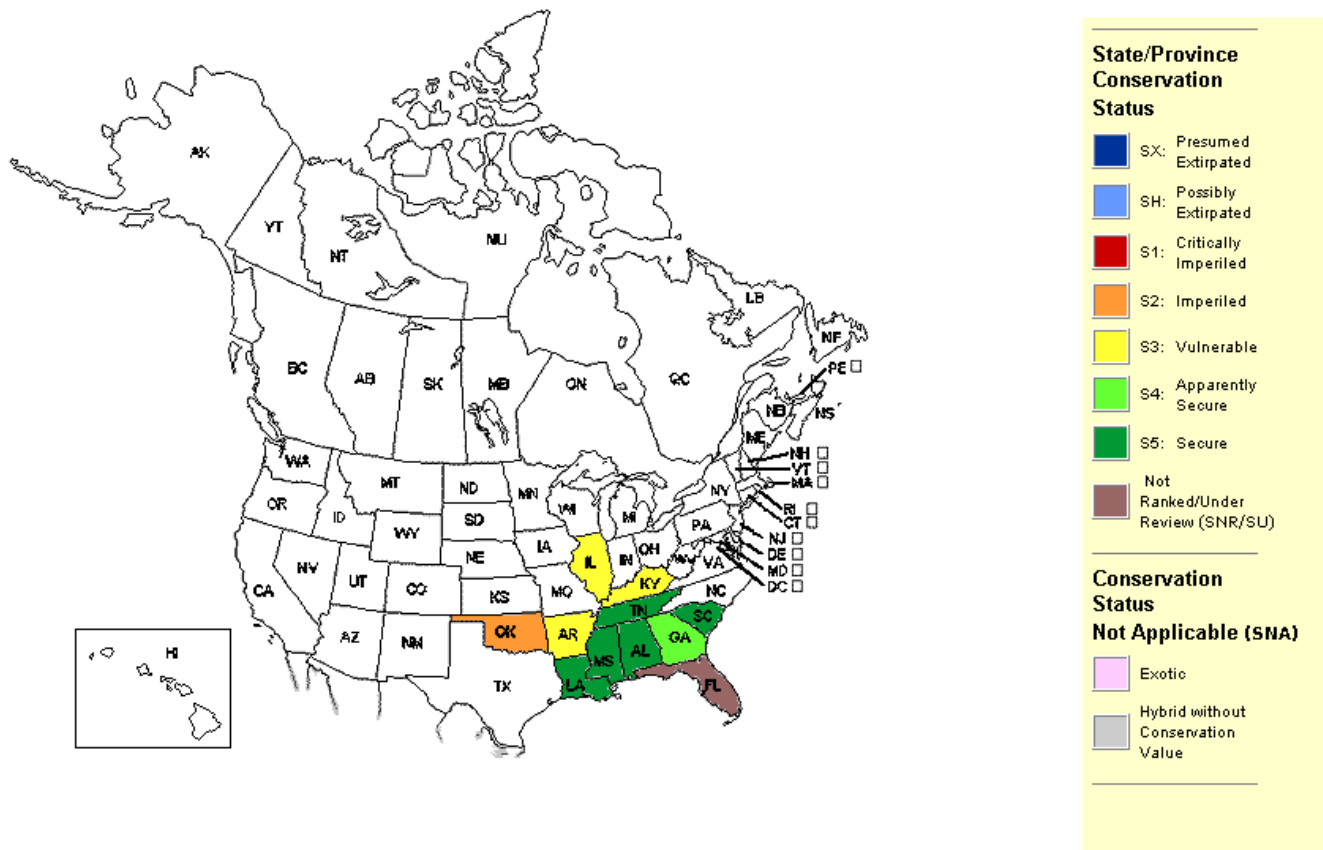 AK
YT
NT
NU
LB
NF
PE
BC
AB
SK
MB
ON
QC
NB
NS
ME
NH
VT
MA
WA
MT
ND
MN
WI
MI
NY
RI
CT
OR
ID
SD
WY
IA
PA
NJ
DE
MD
DC
NE
IL
IN
OH
WV
VA
NV
UT
CO
KS
MO
KY
NC
CA
TN
SC
AZ
NM
OK
AR
MS
AL
GA
HI
TX
LA
FL
State/Province
Conservation
Status
SX: Presumed
Extirpated
SH: Possibly
Extirpated
S1: Critically
Imperiled
S2: Imperiled
S3: Vulnerable
S4: Apparently
Secure
S5: Secure
Not
Ranked/Under
Review (SNR/SU)
Conservation
Status
Not Applicable (SNA)
Exotic
Hybrid without
Conservation
Value